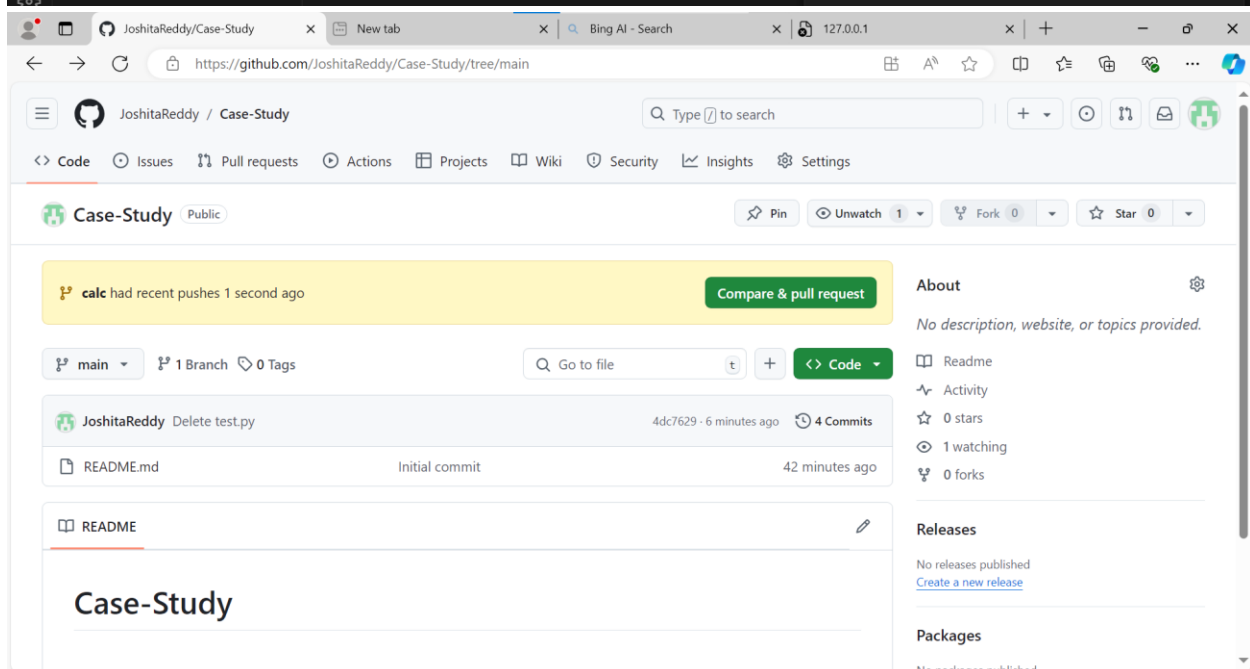 JoshitaReddy/Case-Study
New tab
Bing AI - Search
127.0.0.1
https://github.com/JoshitaReddy/Case-Study/tree/main
JoshitaReddy / Case-Study
Type / to search
Code Issues Pull requests Actions Projects Wiki Security Insights Settings
Case-Study Public
Pin Unwatch 1 Fork 0 Star 0
calc had recent pushes 1 second ago
Compare & pull request
main 1 Branch 0 Tags
Go to file t
Code
JoshitaReddy Delete test.py
4dc7629 · 6 minutes ago 4 Commits
README.md Initial commit 42 minutes ago
README
Case-Study
About
No description, website, or topics provided.
Readme
Activity
0 stars
1 watching
0 forks
Releases
No releases published
Create a new release
Packages
No packages published